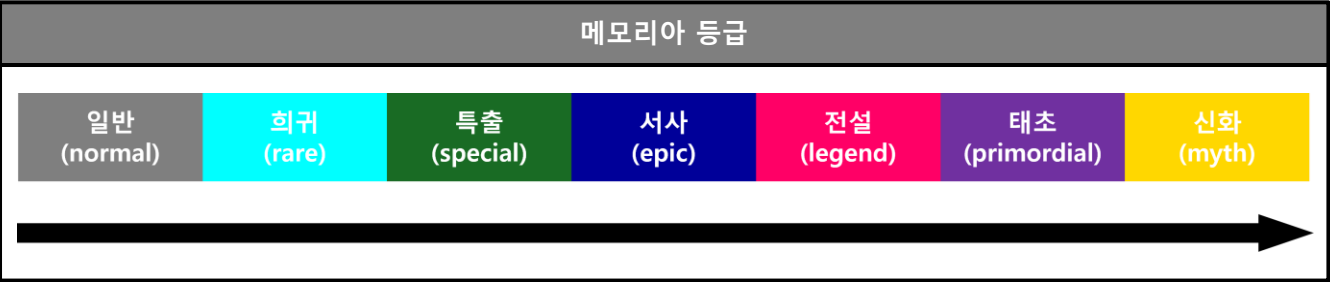 메모리아 등급
일반
(normal)
희귀
(rare)
특출
(special)
서사
(epic)
전설
(legend)
태초
(primordial)
신화
(myth)